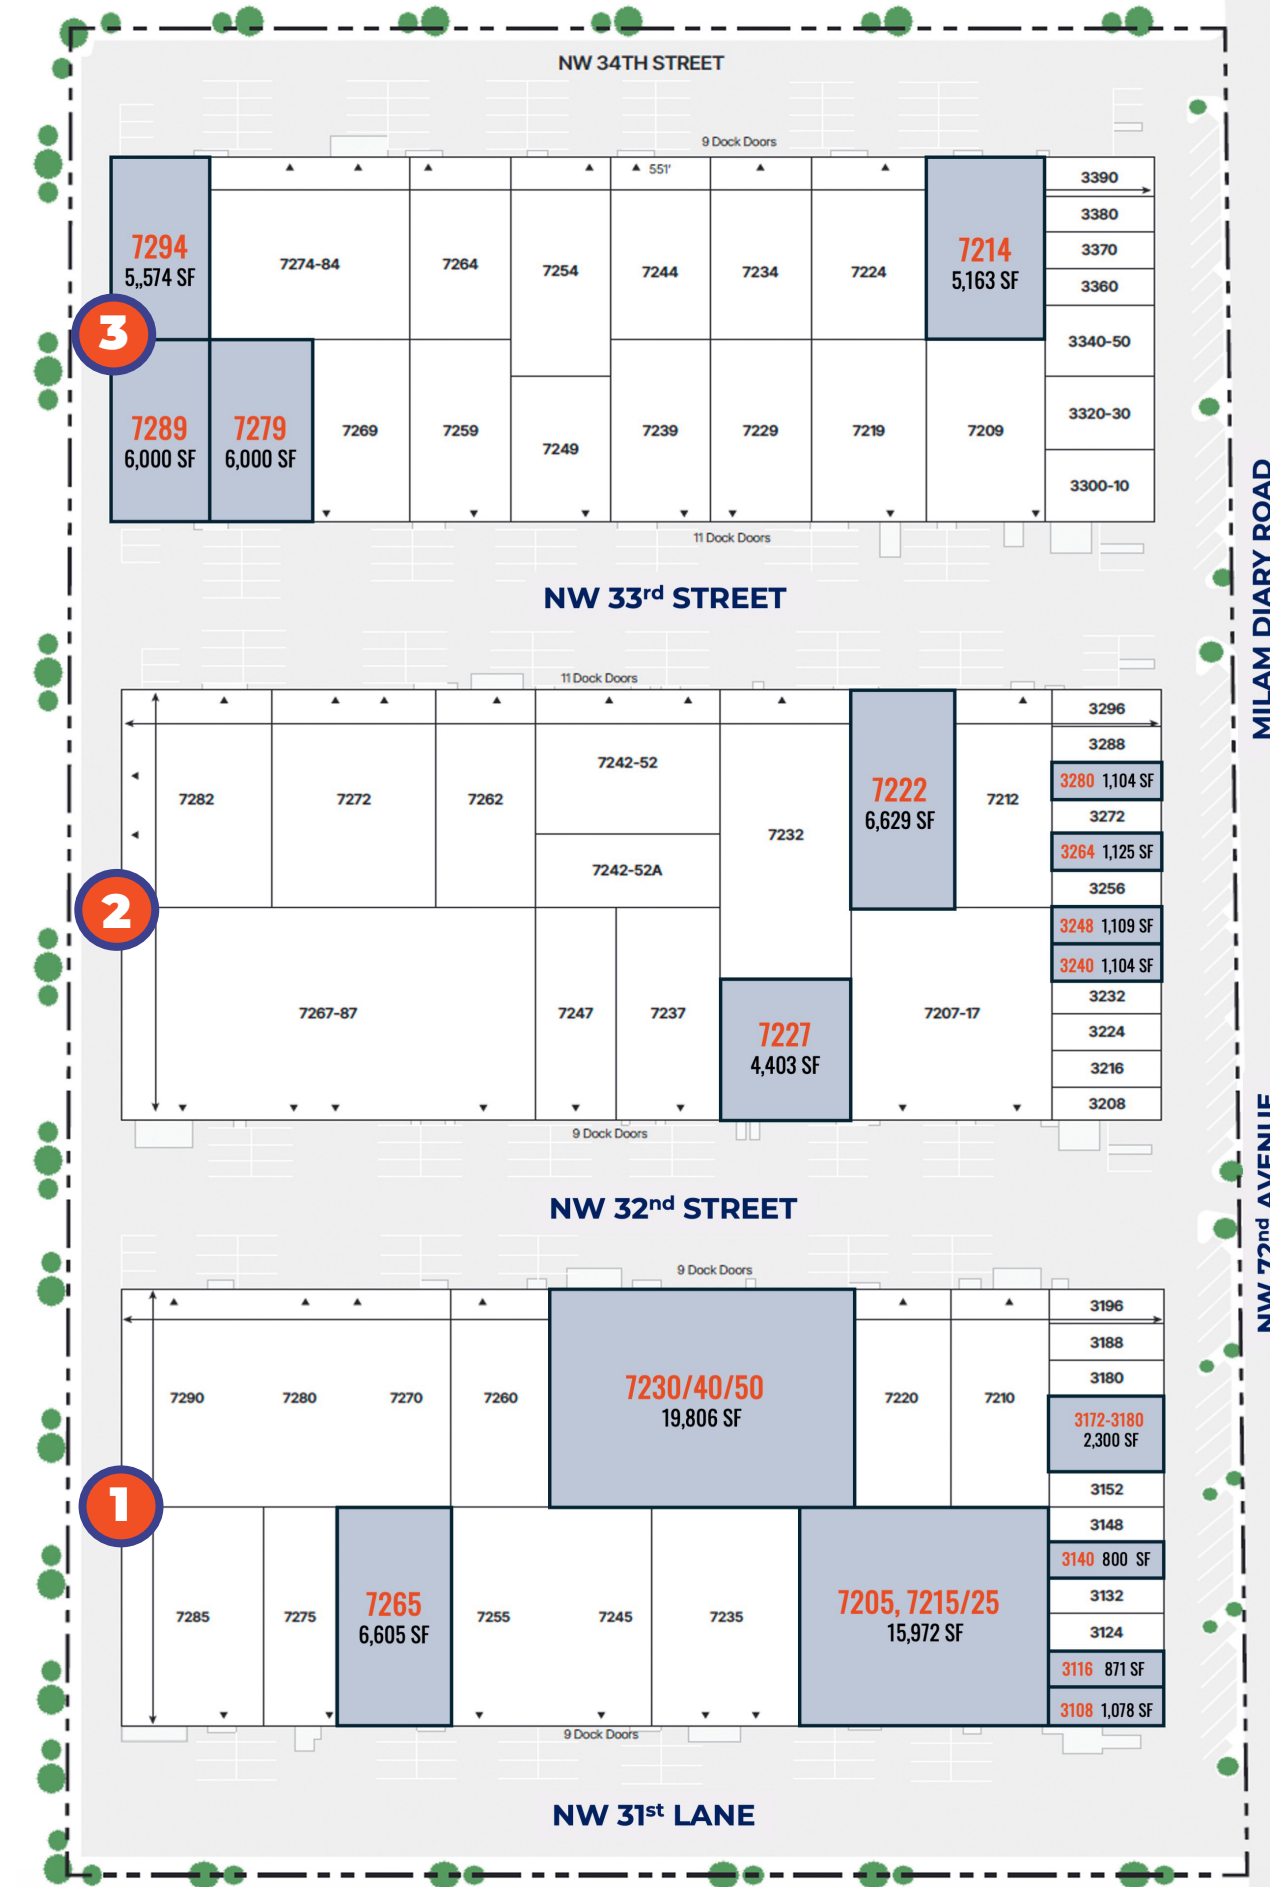 NW 34TH STREET
9 Dock Doors
551'
3390
3380
3370
3360
3340-50
3320-30
3300-10
7294
5,,574 SF
7274-84
7264
7254
7244
7234
7224
7214
5,163 SF
3
7289
6,000 SF
7279
6,000 SF
7269
7259
7249
7239
7229
7219
7209
11 Dock Doors
NW 33rd STREET
MILAM DIARY ROAD
11 Dock Doors
7282
7272
7262
7242-52
7242-52A
7232
7222
6,629 SF
7212
3296
3288
3280 1,104 SF
3272
3264 1,125 SF
3256
3248 1,109 SF
3240 1,104 SF
3232
3224
3216
3208
2
7267-87
7247
7237
7227
4,403 SF
7207-17
9 Dock Doors
NW 32nd STREET
NW 72nd AVENUE
9 Dock Doors
7290
7280
7270
7260
7230/40/50
19,806 SF
7220
7210
3196
3188
3180
3172-3180
2,300 SF
3152
3148
3140 800 SF
3132
3124
3116 871 SF
3108 1,078 SF
1
7285
7275
7265
6,605 SF
7255
7245
7235
7205, 7215/25
15,972 SF
9 Dock Doors
NW 31st LANE